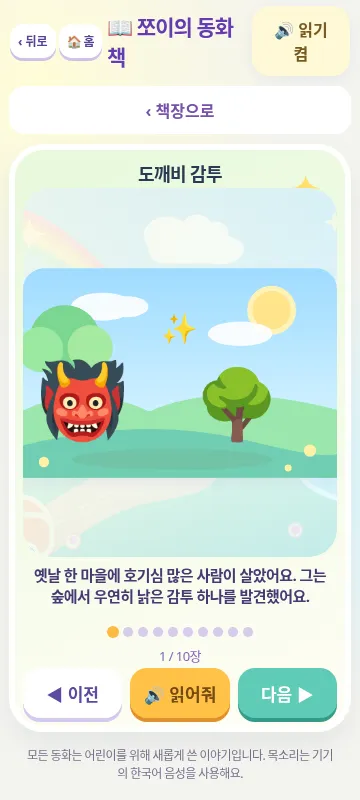 ‹ 뒤로
🏠 홈
📖 쪼이의 동화
책
🔊 읽기
켬
‹ 책장으로
도깨비 감투
옛날 한 마을에 호기심 많은 사람이 살았어요. 그는
숲에서 우연히 낡은 감투 하나를 발견했어요.
1 / 10장
◀ 이전
🔊 읽어줘
다음 ▶
모든 동화는 어린이를 위해 새롭게 쓴 이야기입니다. 목소리는 기기
의 한국어 음성을 사용해요.